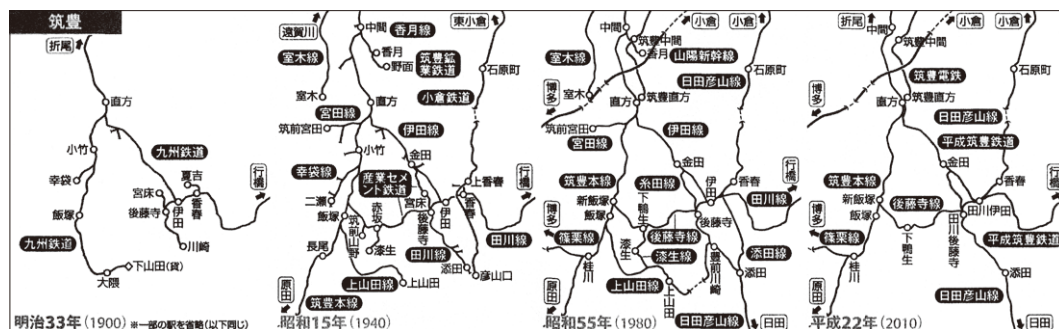 筑豊
折尾
直方
小竹
九州鉄道
幸袋
夏吉
宮床
行橋
香春
後藤寺
伊田
飯塚
川崎
九州鉄道
下山田(貨)
大隈
明治33年(1900) ※一部の駅を省略(以下同じ)
遠賀川
中間
香月線
東小倉
香月
野面
筑豊鉱
業鉄道
室木線
石原町
室木
小倉鉄道
直方
宮田線
筑前宮田
伊田線
小竹
金田
幸袋線
産業セメ
ント鉄道
上香春
行橋
二瀬
赤坂
宮床
伊田
香春
飯塚
後藤寺
筑前山野
漆生
田川線
長尾
田川線
添田
彦山口
原田
上山田線
上山田
筑豊本線
昭和15年(1940)
折尾
中間
小倉
小倉
筑豊中間
香月
山陽新幹線
室木線
日田彦山線
石原町
博多
室木
直方
筑豊直方
筑前宮田
宮田線
伊田線
金田
筑豊本線
糸田線
行橋
伊田
香春
新飯塚
下鴨生
田川線
飯塚
後藤寺
博多
篠栗線
漆生
後藤寺線
漆生線
豊前川崎
添田線
桂川
添田
上山田線
上山田
原田
日田彦山線
昭和55年(1980)
日田
折尾
中間
小倉
小倉
筑豊中間
石原町
筑豊電鉄
博多
直方
筑豊直方
日田彦山線
平成筑豊鉄道
金田
行橋
筑豊本線
香春
後藤寺線
新飯塚
田川伊田
飯塚
博多
田川後藤寺
下鴨生
篠栗線
平成筑豊鉄道
桂川
添田
原田
日田彦山線
平成22年(2010)
日田